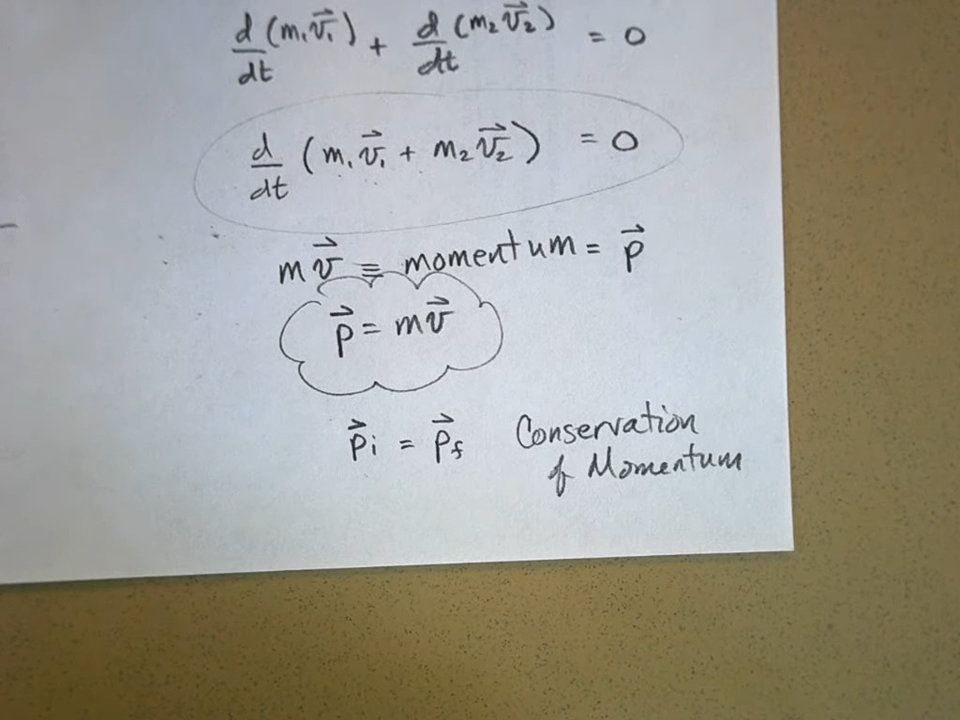 d/dt (m₁v⃗₁) + d/dt (m₂v⃗₂) = 0
d/dt (m₁v⃗₁ + m₂v⃗₂) = 0
mv⃗ ≡ momentum = p⃗
p⃗ = mv⃗
p⃗i = p⃗f Conservation
of Momentum